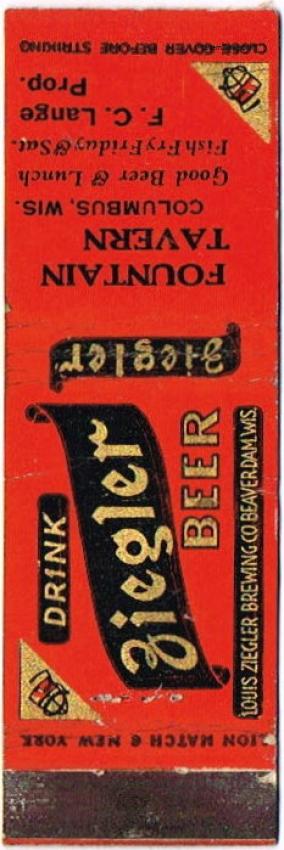 CLOSE COVER BEFORE STRIKING
FOUNTAIN
TAVERN
COLUMBUS, WIS.
Good Beer & Lunch
Fish Fry Friday & Sat.
F. C. Lange
Prop.
Ziegler
DRINK
Ziegler
BEER
LOUIS ZIEGLER BREWING CO. BEAVER DAM, WIS.
LION MATCH © NEW YORK